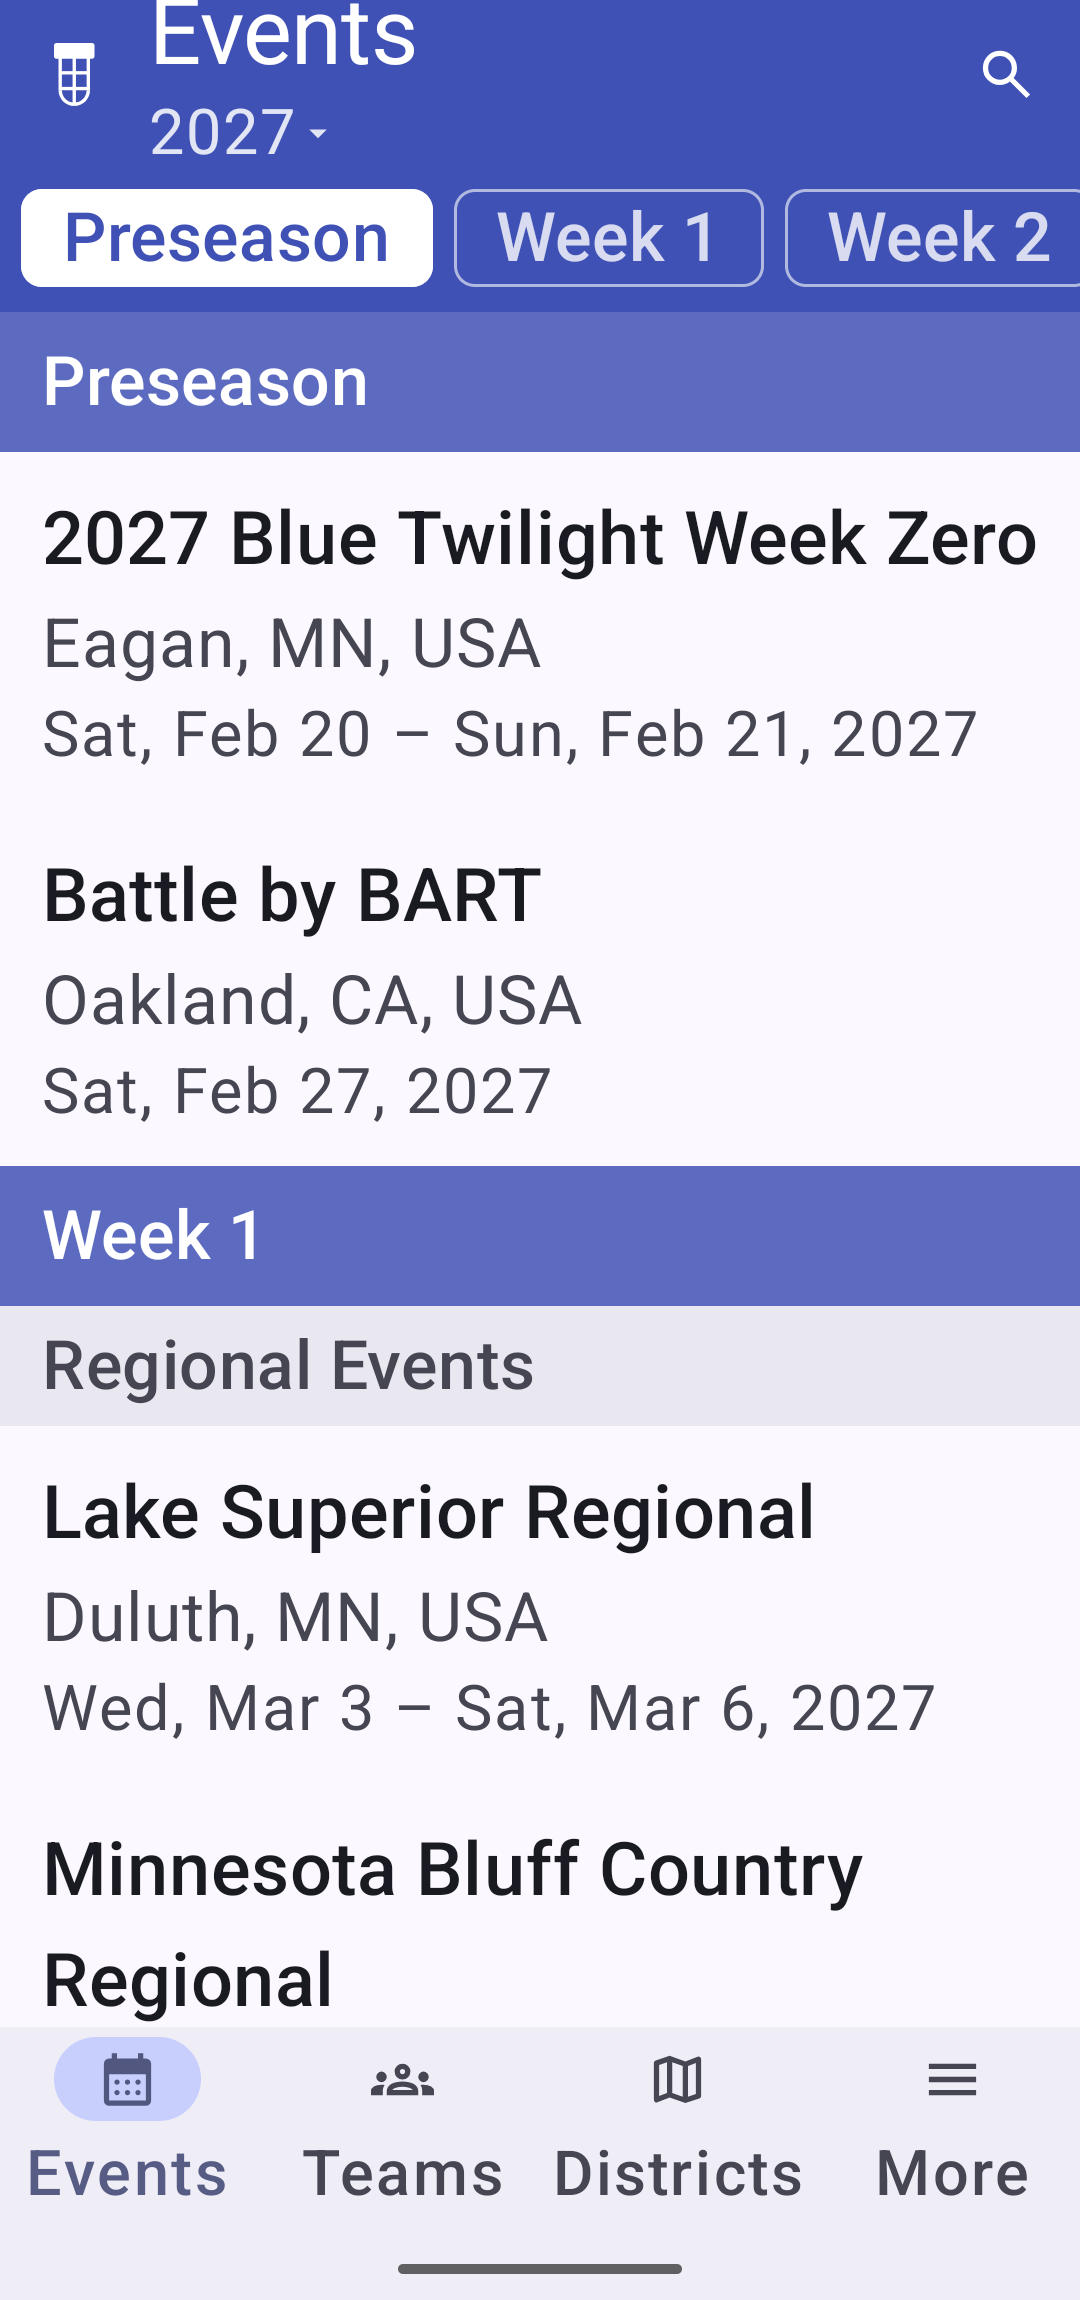 Events
2027
Preseason
Week 1
Week 2
Preseason
2027 Blue Twilight Week Zero
Eagan, MN, USA
Sat, Feb 20 – Sun, Feb 21, 2027
Battle by BART
Oakland, CA, USA
Sat, Feb 27, 2027
Week 1
Regional Events
Lake Superior Regional
Duluth, MN, USA
Wed, Mar 3 – Sat, Mar 6, 2027
Minnesota Bluff Country
Regional
Events
Teams
Districts
More